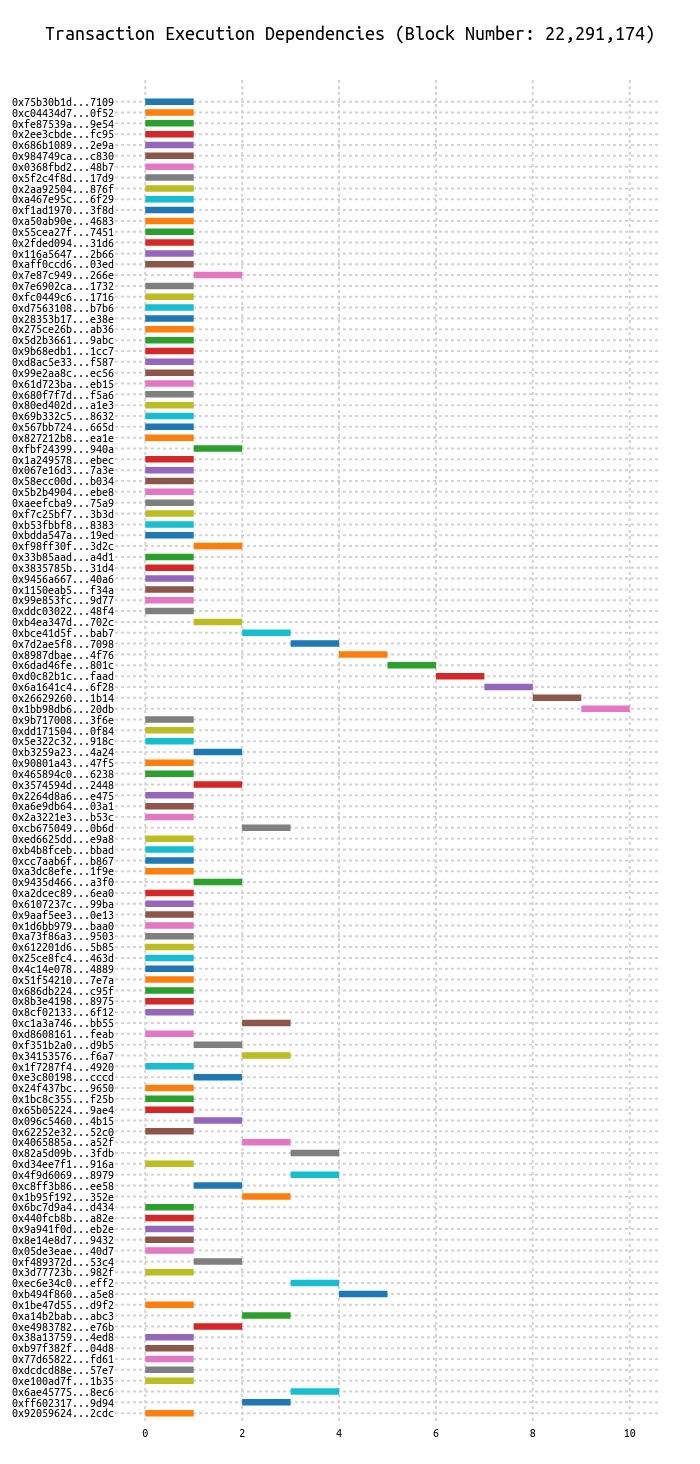 Transaction Execution Dependencies (Block Number: 22,291,174)
0x75b30b1d...7109
0xc04434d7...0f52
0xfe87539a...9e54
0x2ee3cbde...fc95
0x686b1089...2e9a
0x984749ca...c830
0x0368fbd2...48b7
0x5f2c4f8d...17d9
0x2aa92504...876f
0xa467e95c...6f29
0xf1ad1970...3f8d
0xa50ab90e...4683
0x55cea27f...7451
0x2fded094...31d6
0x116a5647...2b66
0xaff0ccd6...03ed
0x7e87c949...266e
0x7e6902ca...1732
0xfc0449c6...1716
0xd7563108...b7b6
0x28353b17...e38e
0x275ce26b...ab36
0x5d2b3661...9abc
0x9b68edb1...1cc7
0xd8ac5e33...f587
0x99e2aa8c...ec56
0x61d723ba...eb15
0x680f7f7d...f5a6
0x80ed402d...a1e3
0x69b332c5...8632
0x567bb724...665d
0x827212b8...ea1e
0xfbf24399...940a
0x1a249578...ebec
0x067e16d3...7a3e
0x58ecc00d...b034
0x5b2b4904...ebe8
0xaeefcba9...75a9
0xf7c25bf7...3b3d
0xb53fbbf8...8383
0xbdda547a...19ed
0xf98ff30f...3d2c
0x33b85aad...a4d1
0x3835785b...31d4
0x9456a667...40a6
0x1150eab5...f34a
0x99e853fc...9d77
0xddc03022...48f4
0xb4ea347d...702c
0xbce41d5f...bab7
0x7d2ae5f8...7098
0x8987dbae...4f76
0x6dad46fe...801c
0xd0c82b1c...faad
0x6a1641c4...6f28
0x26629260...1b14
0x1bb98db6...20db
0x9b717008...3f6e
0xdd171504...0f84
0x5e322c32...918c
0xb3259a23...4a24
0x90801a43...47f5
0x465894c0...6238
0x3574594d...2448
0x2264d8a6...e475
0xa6e9db64...03a1
0x2a3221e3...b53c
0xcb675049...0b6d
0xed6625dd...e9a8
0xb4b8fceb...bbad
0xcc7aab6f...b867
0xa3dc8efe...1f9e
0x9435d466...a3f0
0xa2dcec89...6ea0
0x6107237c...99ba
0x9aaf5ee3...0e13
0x1d6bb979...baa0
0xa73f86a3...9503
0x612201d6...5b85
0x25ce8fc4...463d
0x4c14e078...4889
0x51f54210...7e7a
0x686db224...c95f
0x8b3e4198...8975
0x8cf02133...6f12
0xc1a3a746...bb55
0xd8608161...feab
0xf351b2a0...d9b5
0x34153576...f6a7
0x1f7287f4...4920
0xe3c80198...cccd
0x24f437bc...9650
0x1bc8c355...f25b
0x65b05224...9ae4
0x096c5460...4b15
0x62252e32...52c0
0x4065885a...a52f
0x82a5d09b...3fdb
0xd34ee7f1...916a
0x4f9d6069...8979
0xc8ff3b86...ee58
0x1b95f192...352e
0x6bc7d9a4...d434
0x440fcb8b...a82e
0x9a941f0d...eb2e
0x8e14e8d7...9432
0x05de3eae...40d7
0xf489372d...53c4
0x3d77723b...982f
0xec6e34c0...eff2
0xb494f860...a5e8
0x1be47d55...d9f2
0xa14b2bab...abc3
0xe4983782...e76b
0x38a13759...4ed8
0xb97f382f...04d8
0x77d65822...fd61
0xdcdcd88e...57e7
0xe100ad7f...1b35
0x6ae45775...8ec6
0xff602317...9d94
0x92059624...2cdc
0 2 4 6 8 10